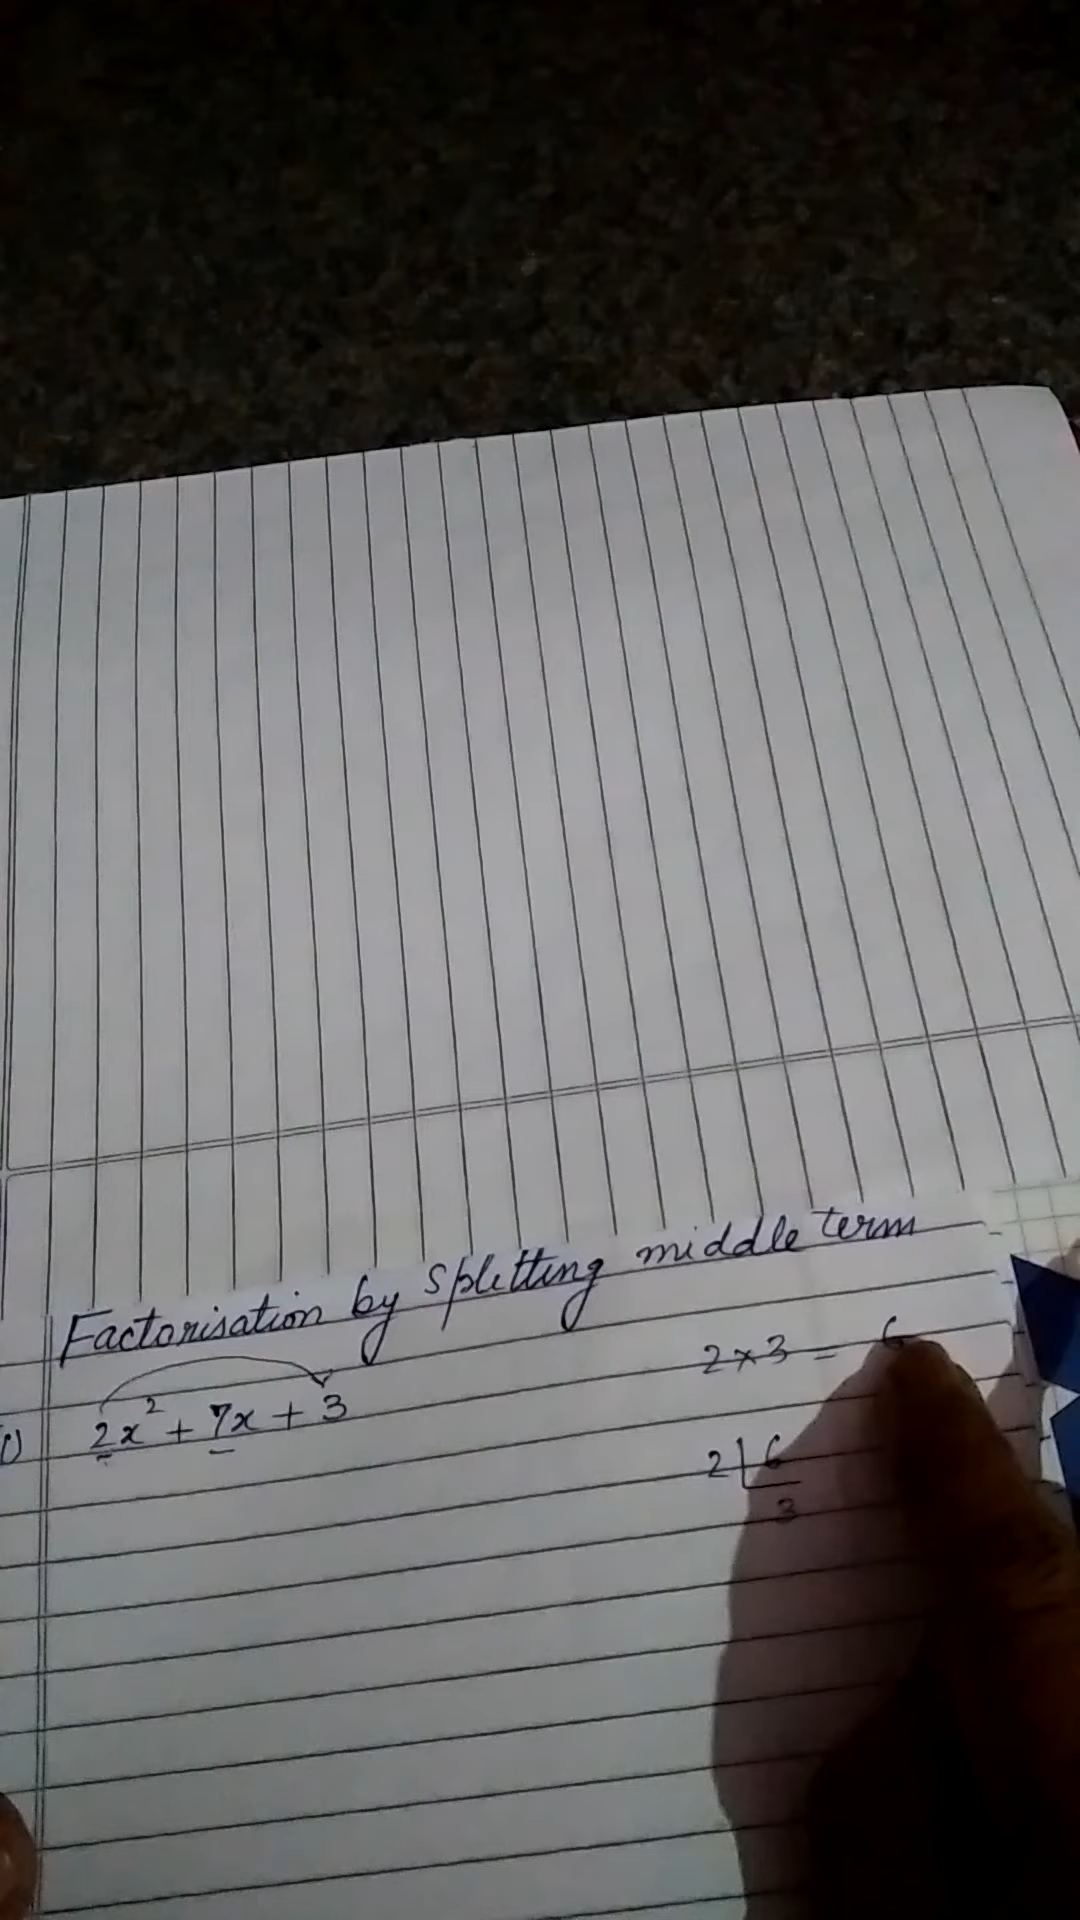 Factorisation by splitting middle term
i) 2x² + 7x + 3
2 × 3 = 6
2 | 6
3